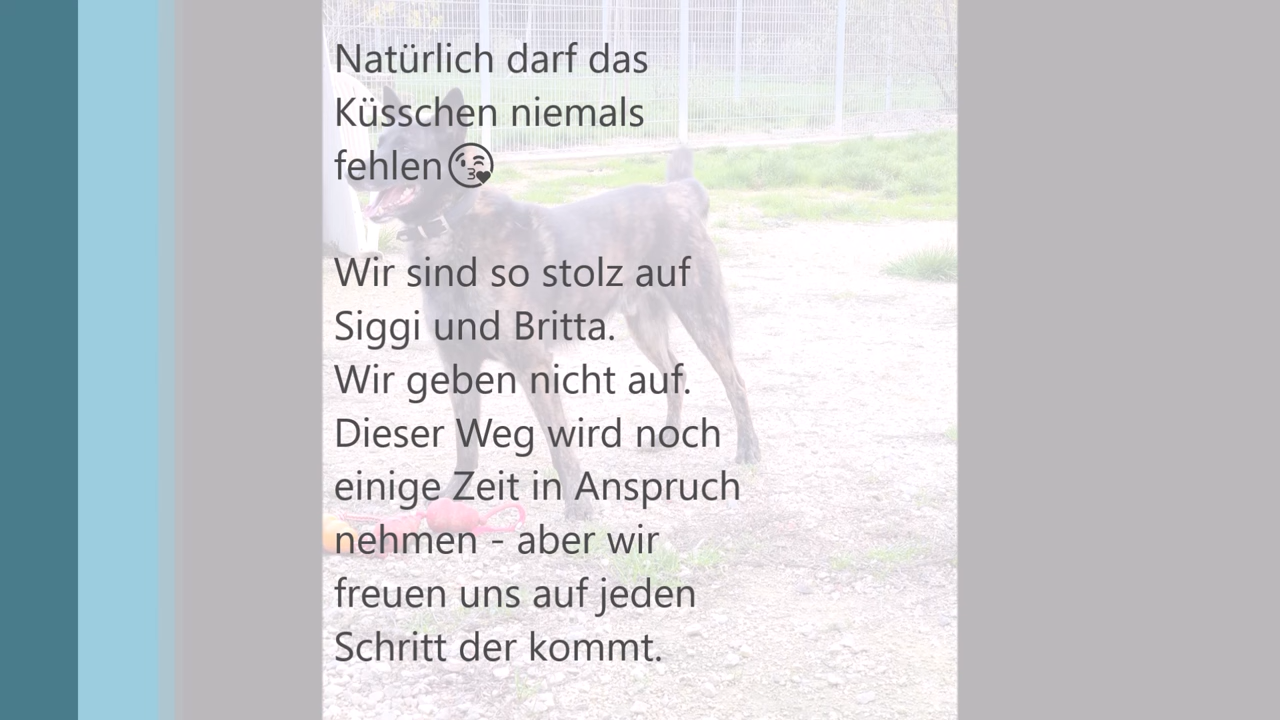 Natürlich darf das
Küsschen niemals
fehlen😘
Wir sind so stolz auf
Siggi und Britta.
Wir geben nicht auf.
Dieser Weg wird noch
einige Zeit in Anspruch
nehmen - aber wir
freuen uns auf jeden
Schritt der kommt.